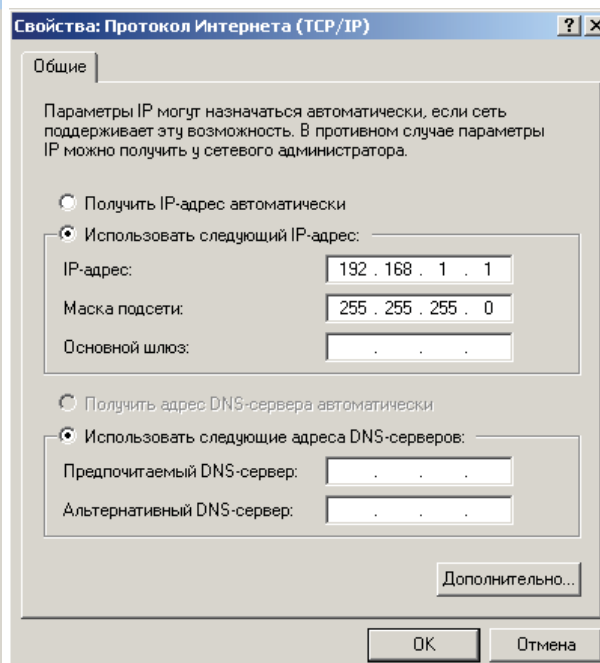 Свойства: Протокол Интернета (TCP/IP)
Общие
Параметры IP могут назначаться автоматически, если сеть
поддерживает эту возможность. В противном случае параметры
IP можно получить у сетевого администратора.
Получить IP-адрес автоматически
Использовать следующий IP-адрес:
IP-адрес: 192 . 168 . 1 . 1
Маска подсети: 255 . 255 . 255 . 0
Основной шлюз: . . .
Получить адрес DNS-сервера автоматически
Использовать следующие адреса DNS-серверов:
Предпочитаемый DNS-сервер: . . .
Альтернативный DNS-сервер: . . .
Дополнительно...
OK Отмена